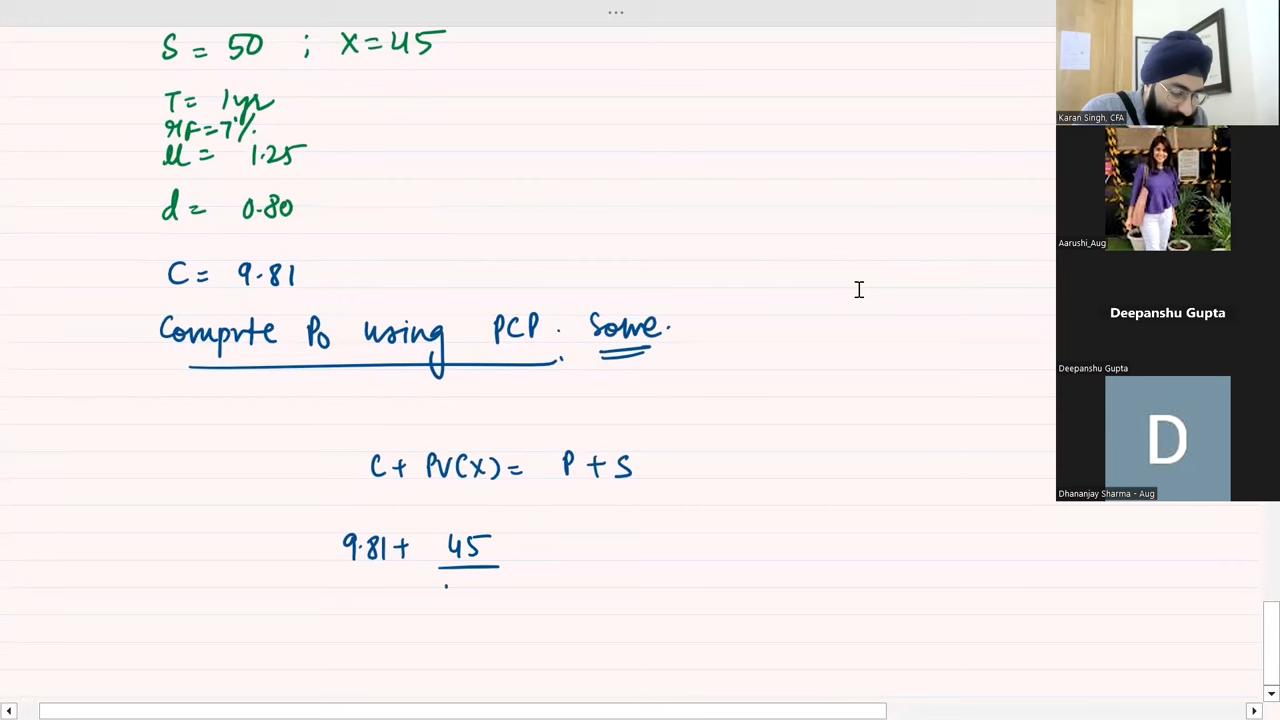 S = 50 ; X = 45
T = 1yr
rf = 7%
u = 1.25
d = 0.80
C = 9.81
Compute P0 using PCP. Solve.
C + PV(X) = P + S
9.81 + 45
Karan Singh, CFA
Aarushi_Aug
Deepanshu Gupta
Deepanshu Gupta
D
Dhananjay Sharma - Aug